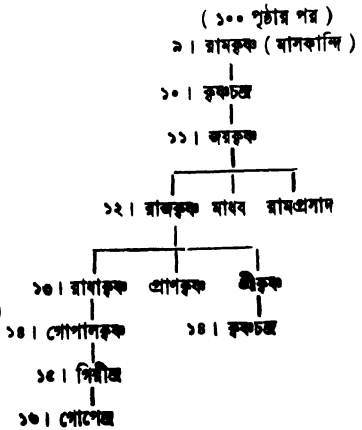 ( ১০০ পৃষ্ঠার পর )
৯। রামকৃষ্ণ ( মাসকান্দি )
১০। কৃষ্ণচন্দ্র
১১। জয়কৃষ্ণ
১২। রাজকৃষ্ণ মাধব রামপ্রসাদ
১৩। রাধাকৃষ্ণ প্রাণকৃষ্ণ শ্রীকৃষ্ণ
১৪। গোপালকৃষ্ণ ১৪। কৃষ্ণচন্দ্র
১৫। গিরীন্দ্র
১৬। গোপেন্দ্র